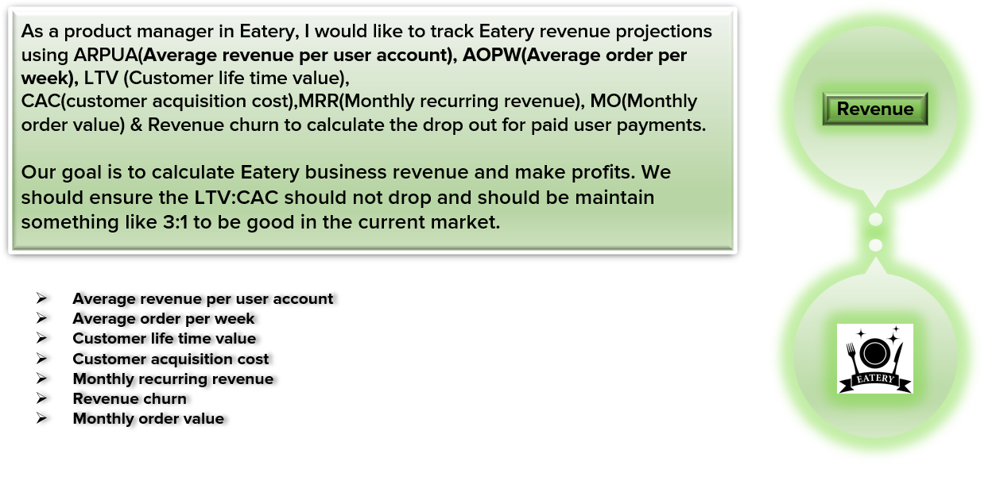 As a product manager in Eatery, I would like to track Eatery revenue projections
using ARPUA(Average revenue per user account), AOPW(Average order per
week), LTV (Customer life time value),
CAC(customer acquisition cost),MRR(Monthly recurring revenue), MO(Monthly
order value) & Revenue churn to calculate the drop out for paid user payments.
Our goal is to calculate Eatery business revenue and make profits. We
should ensure the LTV:CAC should not drop and should be maintain
something like 3:1 to be good in the current market.
Revenue
Average revenue per user account
Average order per week
Customer life time value
Customer acquisition cost
Monthly recurring revenue
Revenue churn
Monthly order value
EATERY